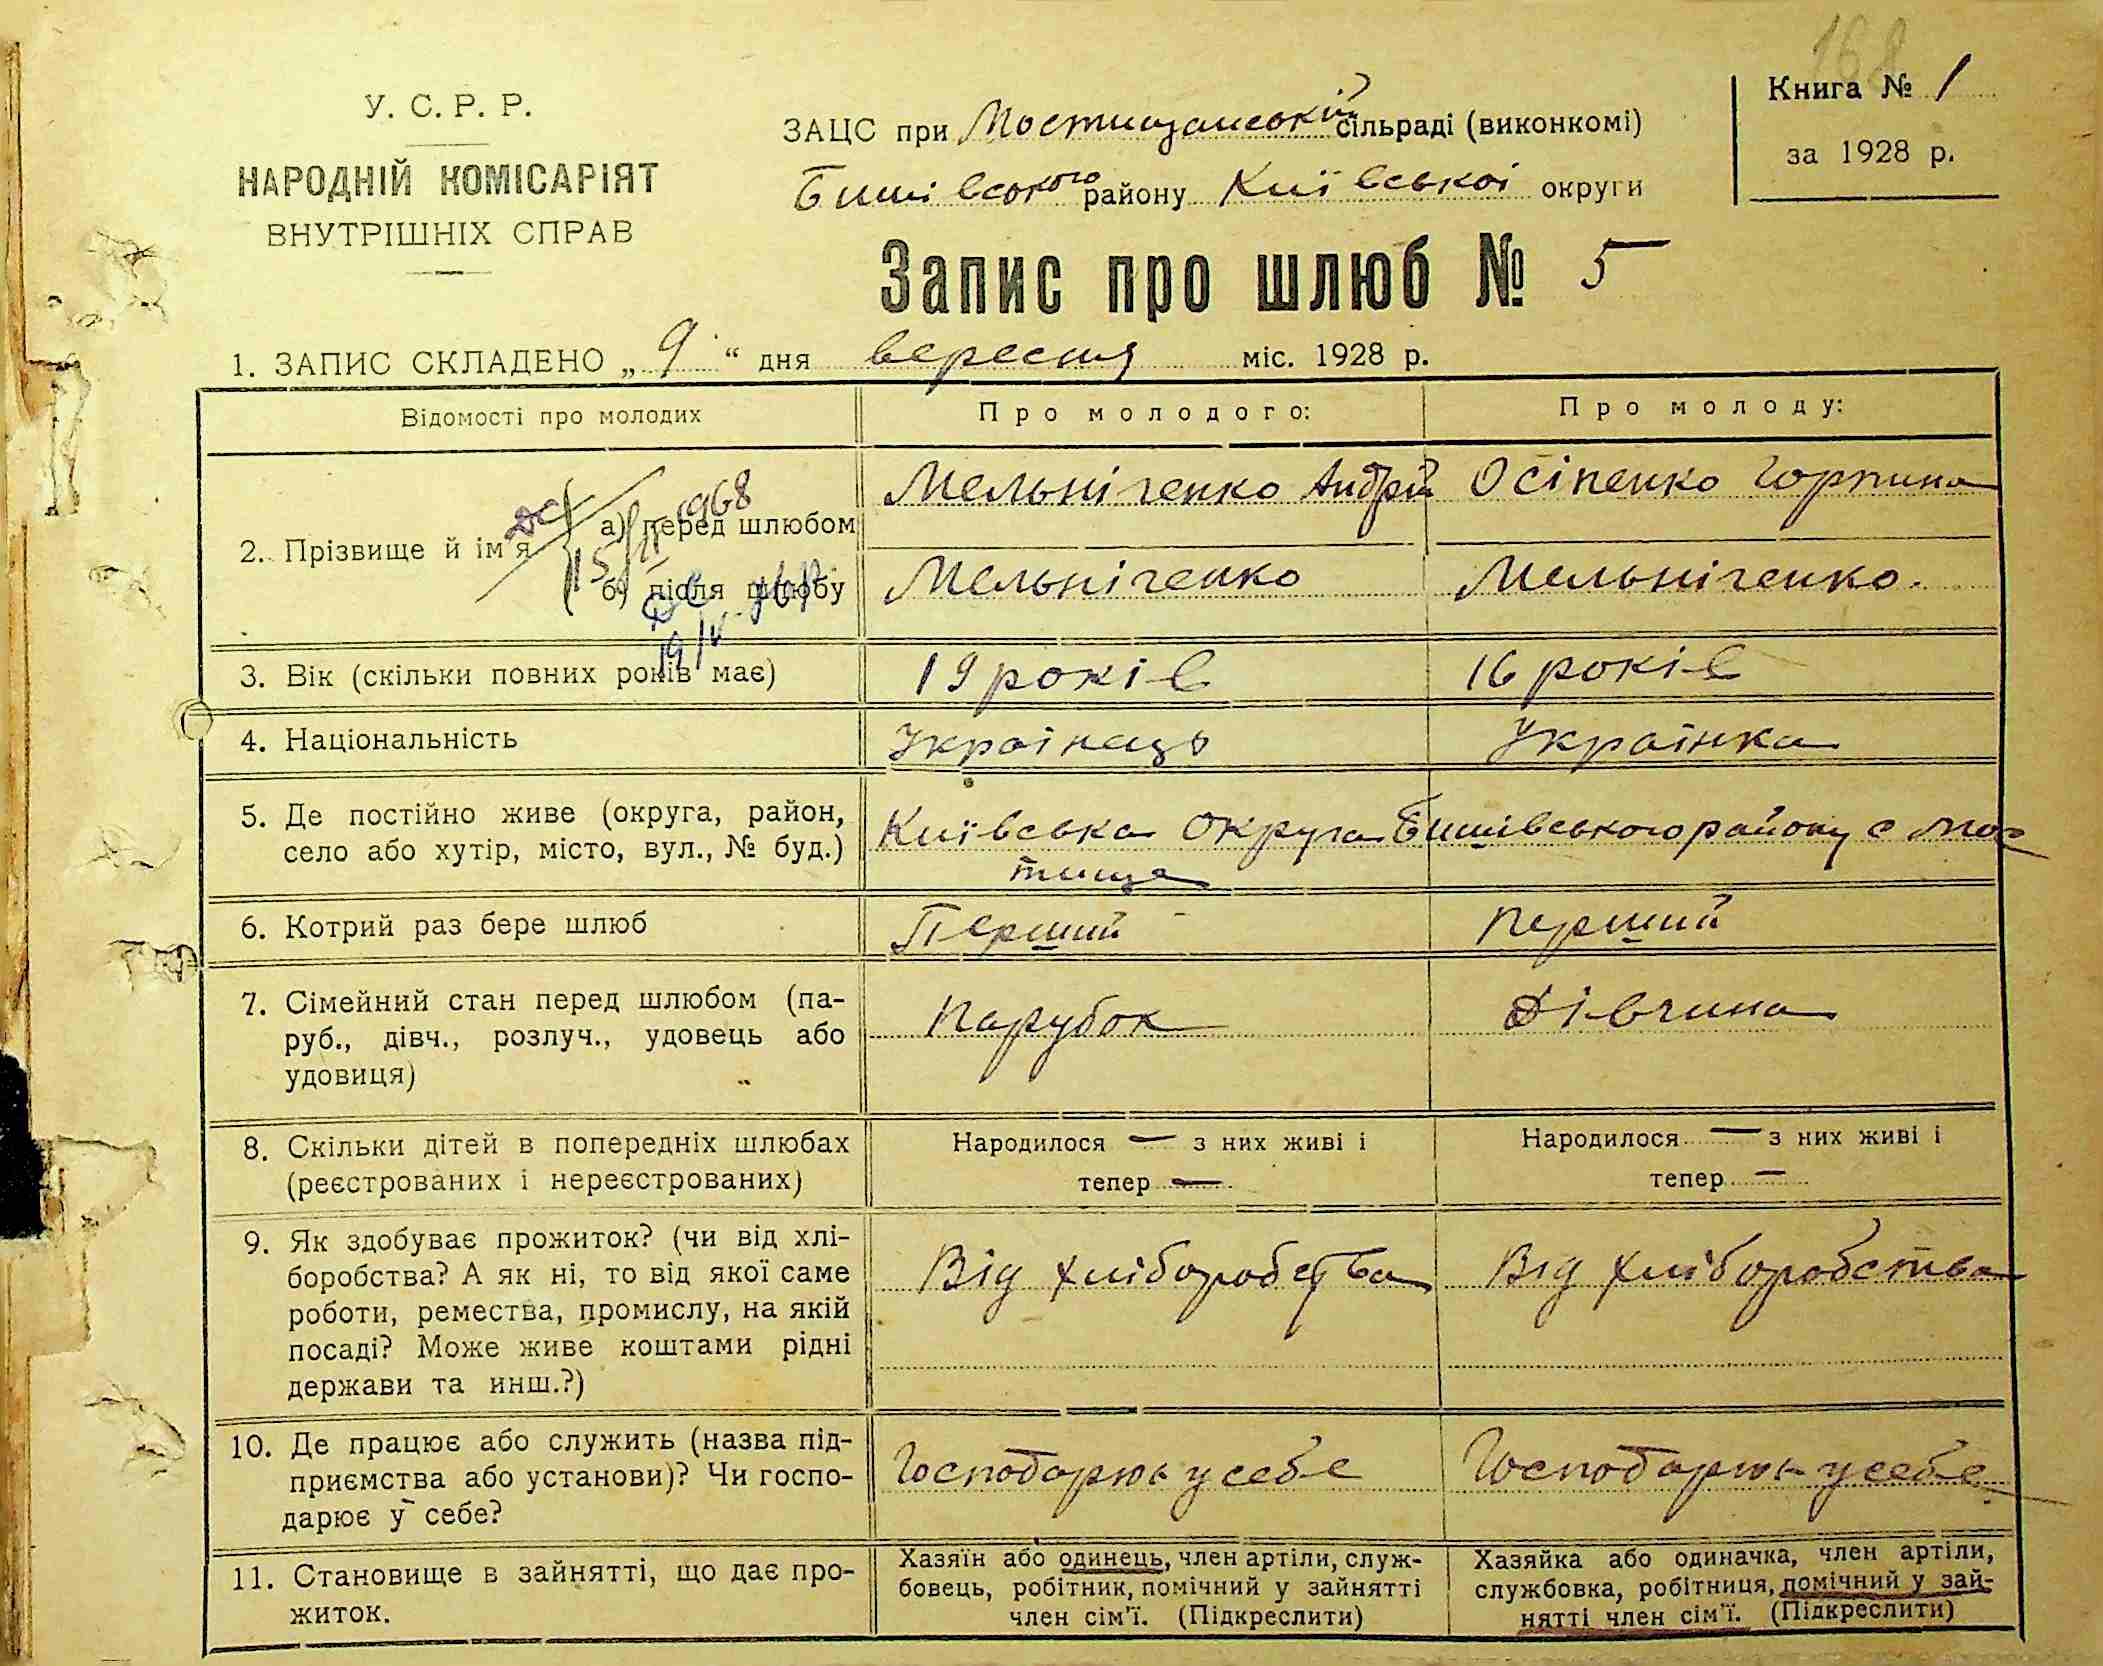 168
У. С. Р. Р.
НАРОДНІЙ КОМІСАРІЯТ
ВНУТРІШНІХ СПРАВ
ЗАЦС при Мостищанській сільраді (виконкомі)
Бишівського району Київської округи
Книга № 1
за 1928 р.
Запис про шлюб № 5
1. ЗАПИС СКЛАДЕНО „ 9 “ дня вересня міс. 1928 р.
Відомості про молодих
Про молодого:
Про молоду:
2. Прізвище й ім'я
а) перед шлюбом
Мельніченко Андрій
Осіпенко Горпина
б) після шлюбу
Мельніченко
Мельніченко.
1968
19/IV
3. Вік (скільки повних років має)
19 років
16 років
4. Національність
Українець
Українка
5. Де постійно живе (округа, район,
село або хутір, місто, вул., № буд.)
Київська округа Бишівського району с Мос-
тища
6. Котрий раз бере шлюб
Перший
Перший
7. Сімейний стан перед шлюбом (па-
руб., дівч., розлуч., удовець або
удовиця)
Парубок
Дівчина
8. Скільки дітей в попередніх шлюбах
(реєстрованих і нереєстрованих)
Народилося — з них живі і
тепер —
Народилося — з них живі і
тепер —
9. Як здобуває прожиток? (чи від хлі-
боробства? А як ні, то від якої саме
роботи, ремества, промислу, на якій
посаді? Може живе коштами рідні
держави та инш.?)
Від хліборобства
Від хліборобства
10. Де працює або служить (назва під-
приємства або установи)? Чи госпо-
дарює у себе?
Господарює у себе
Господарює у себе
11. Становище в зайнятті, що дає про-
житок.
Хазяїн або одинець, член артіли, служ-
бовець, робітник, помічний у зайнятті
член сім'ї. (Підкреслити)
Хазяйка або одиначка, член артіли,
службовка, робітниця, помічний у зай-
нятті член сім'ї. (Підкреслити)